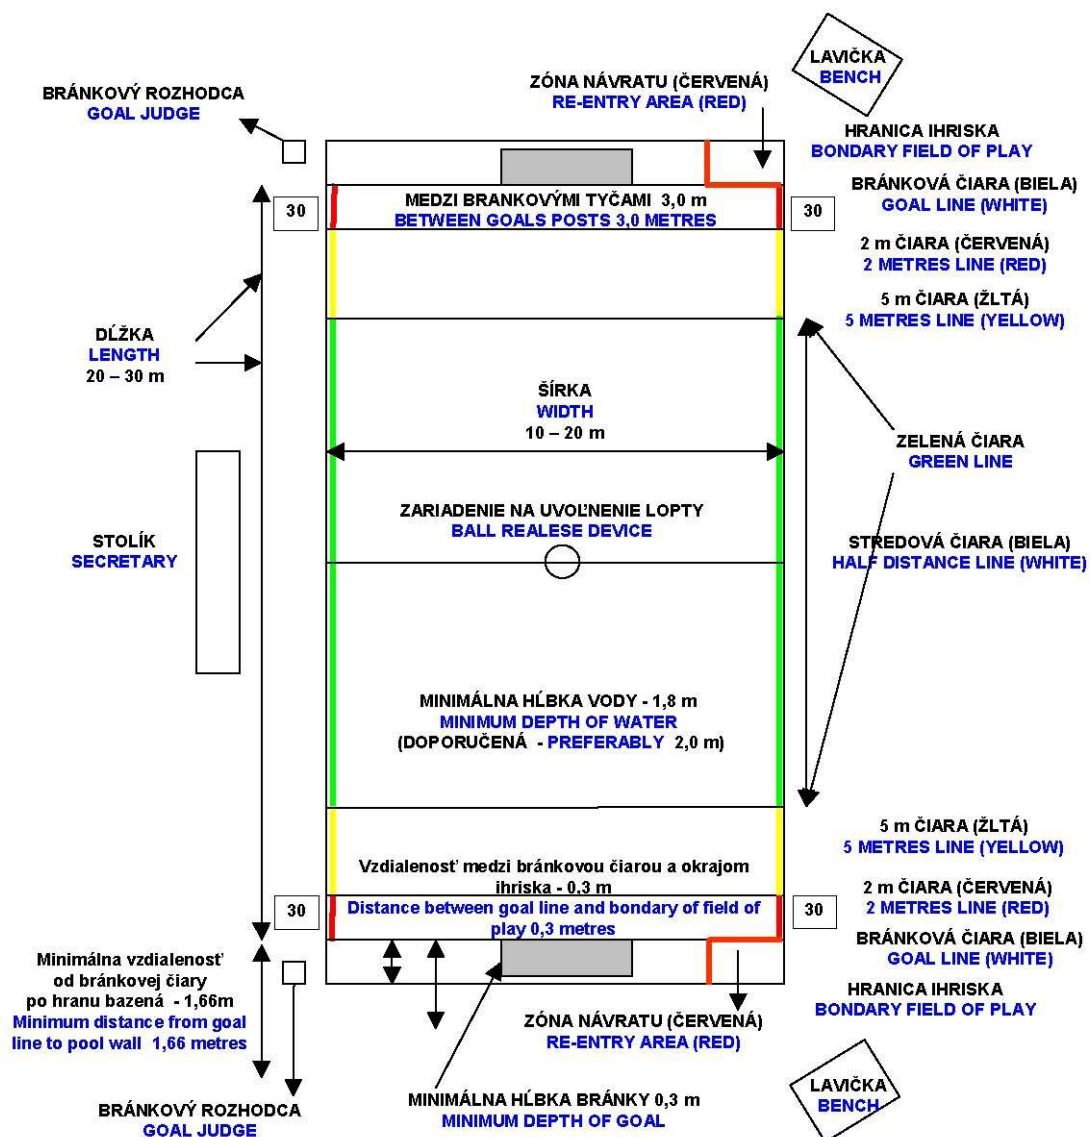 LAVIČKA
BENCH
ZÓNA NÁVRATU (ČERVENÁ)
RE-ENTRY AREA (RED)
BRÁNKOVÝ ROZHODCA
GOAL JUDGE
HRANICA IHRISKA
BONDARY FIELD OF PLAY
BRÁNKOVÁ ČIARA (BIELA)
GOAL LINE (WHITE)
30
MEDZI BRANKOVÝMI TYČAMI 3,0 m
BETWEEN GOALS POSTS 3,0 METRES
30
2 m ČIARA (ČERVENÁ)
2 METRES LINE (RED)
5 m ČIARA (ŽLTÁ)
5 METRES LINE (YELLOW)
DĹŽKA
LENGTH
20 – 30 m
ŠÍRKA
WIDTH
10 – 20 m
ZELENÁ ČIARA
GREEN LINE
ZARIADENIE NA UVOĽNENIE LOPTY
BALL REALESE DEVICE
STOLÍK
SECRETARY
STREDOVÁ ČIARA (BIELA)
HALF DISTANCE LINE (WHITE)
MINIMÁLNA HĹBKA VODY - 1,8 m
MINIMUM DEPTH OF WATER
(DOPORUČENÁ - PREFERABLY 2,0 m)
5 m ČIARA (ŽLTÁ)
5 METRES LINE (YELLOW)
Vzdialenosť medzi bránkovou čiarou a okrajom
ihriska - 0,3 m
Distance between goal line and bondary of field of
play 0,3 metres
30
30
2 m ČIARA (ČERVENÁ)
2 METRES LINE (RED)
BRÁNKOVÁ ČIARA (BIELA)
GOAL LINE (WHITE)
Minimálna vzdialenosť
od bránkovej čiary
po hranu bazená - 1,66m
Minimum distance from goal
line to pool wall 1,66 metres
HRANICA IHRISKA
BONDARY FIELD OF PLAY
ZÓNA NÁVRATU (ČERVENÁ)
RE-ENTRY AREA (RED)
LAVIČKA
BENCH
MINIMÁLNA HĹBKA BRÁNKY 0,3 m
MINIMUM DEPTH OF GOAL
BRÁNKOVÝ ROZHODCA
GOAL JUDGE